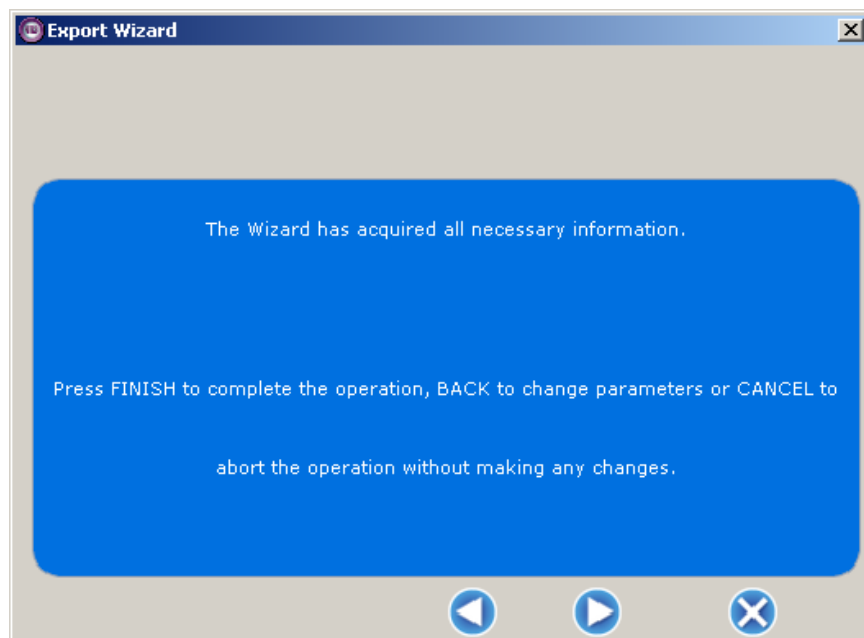 Export Wizard
The Wizard has acquired all necessary information.
Press FINISH to complete the operation, BACK to change parameters or CANCEL to
abort the operation without making any changes.